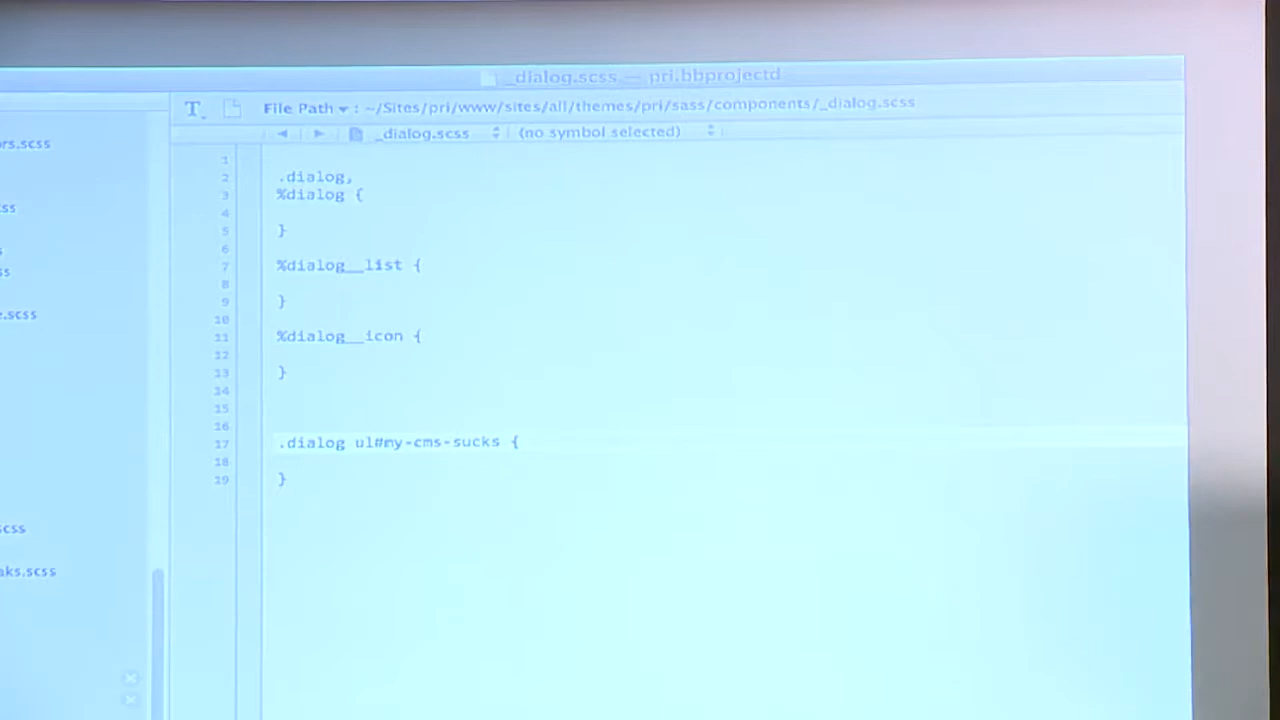 _dialog.scss — pri.bbprojectd
File Path ▾ : ~/Sites/pri/www/sites/all/themes/pri/sass/components/_dialog.scss
_dialog.scss (no symbol selected)
rs.scss
ss
s
ss
e.scss
scss
aks.scss
1
2 .dialog,
3 %dialog {
4
5 }
6
7 %dialog__list {
8
9 }
10
11 %dialog__icon {
12
13 }
14
15
16
17 .dialog ul#my-cms-sucks {
18
19 }